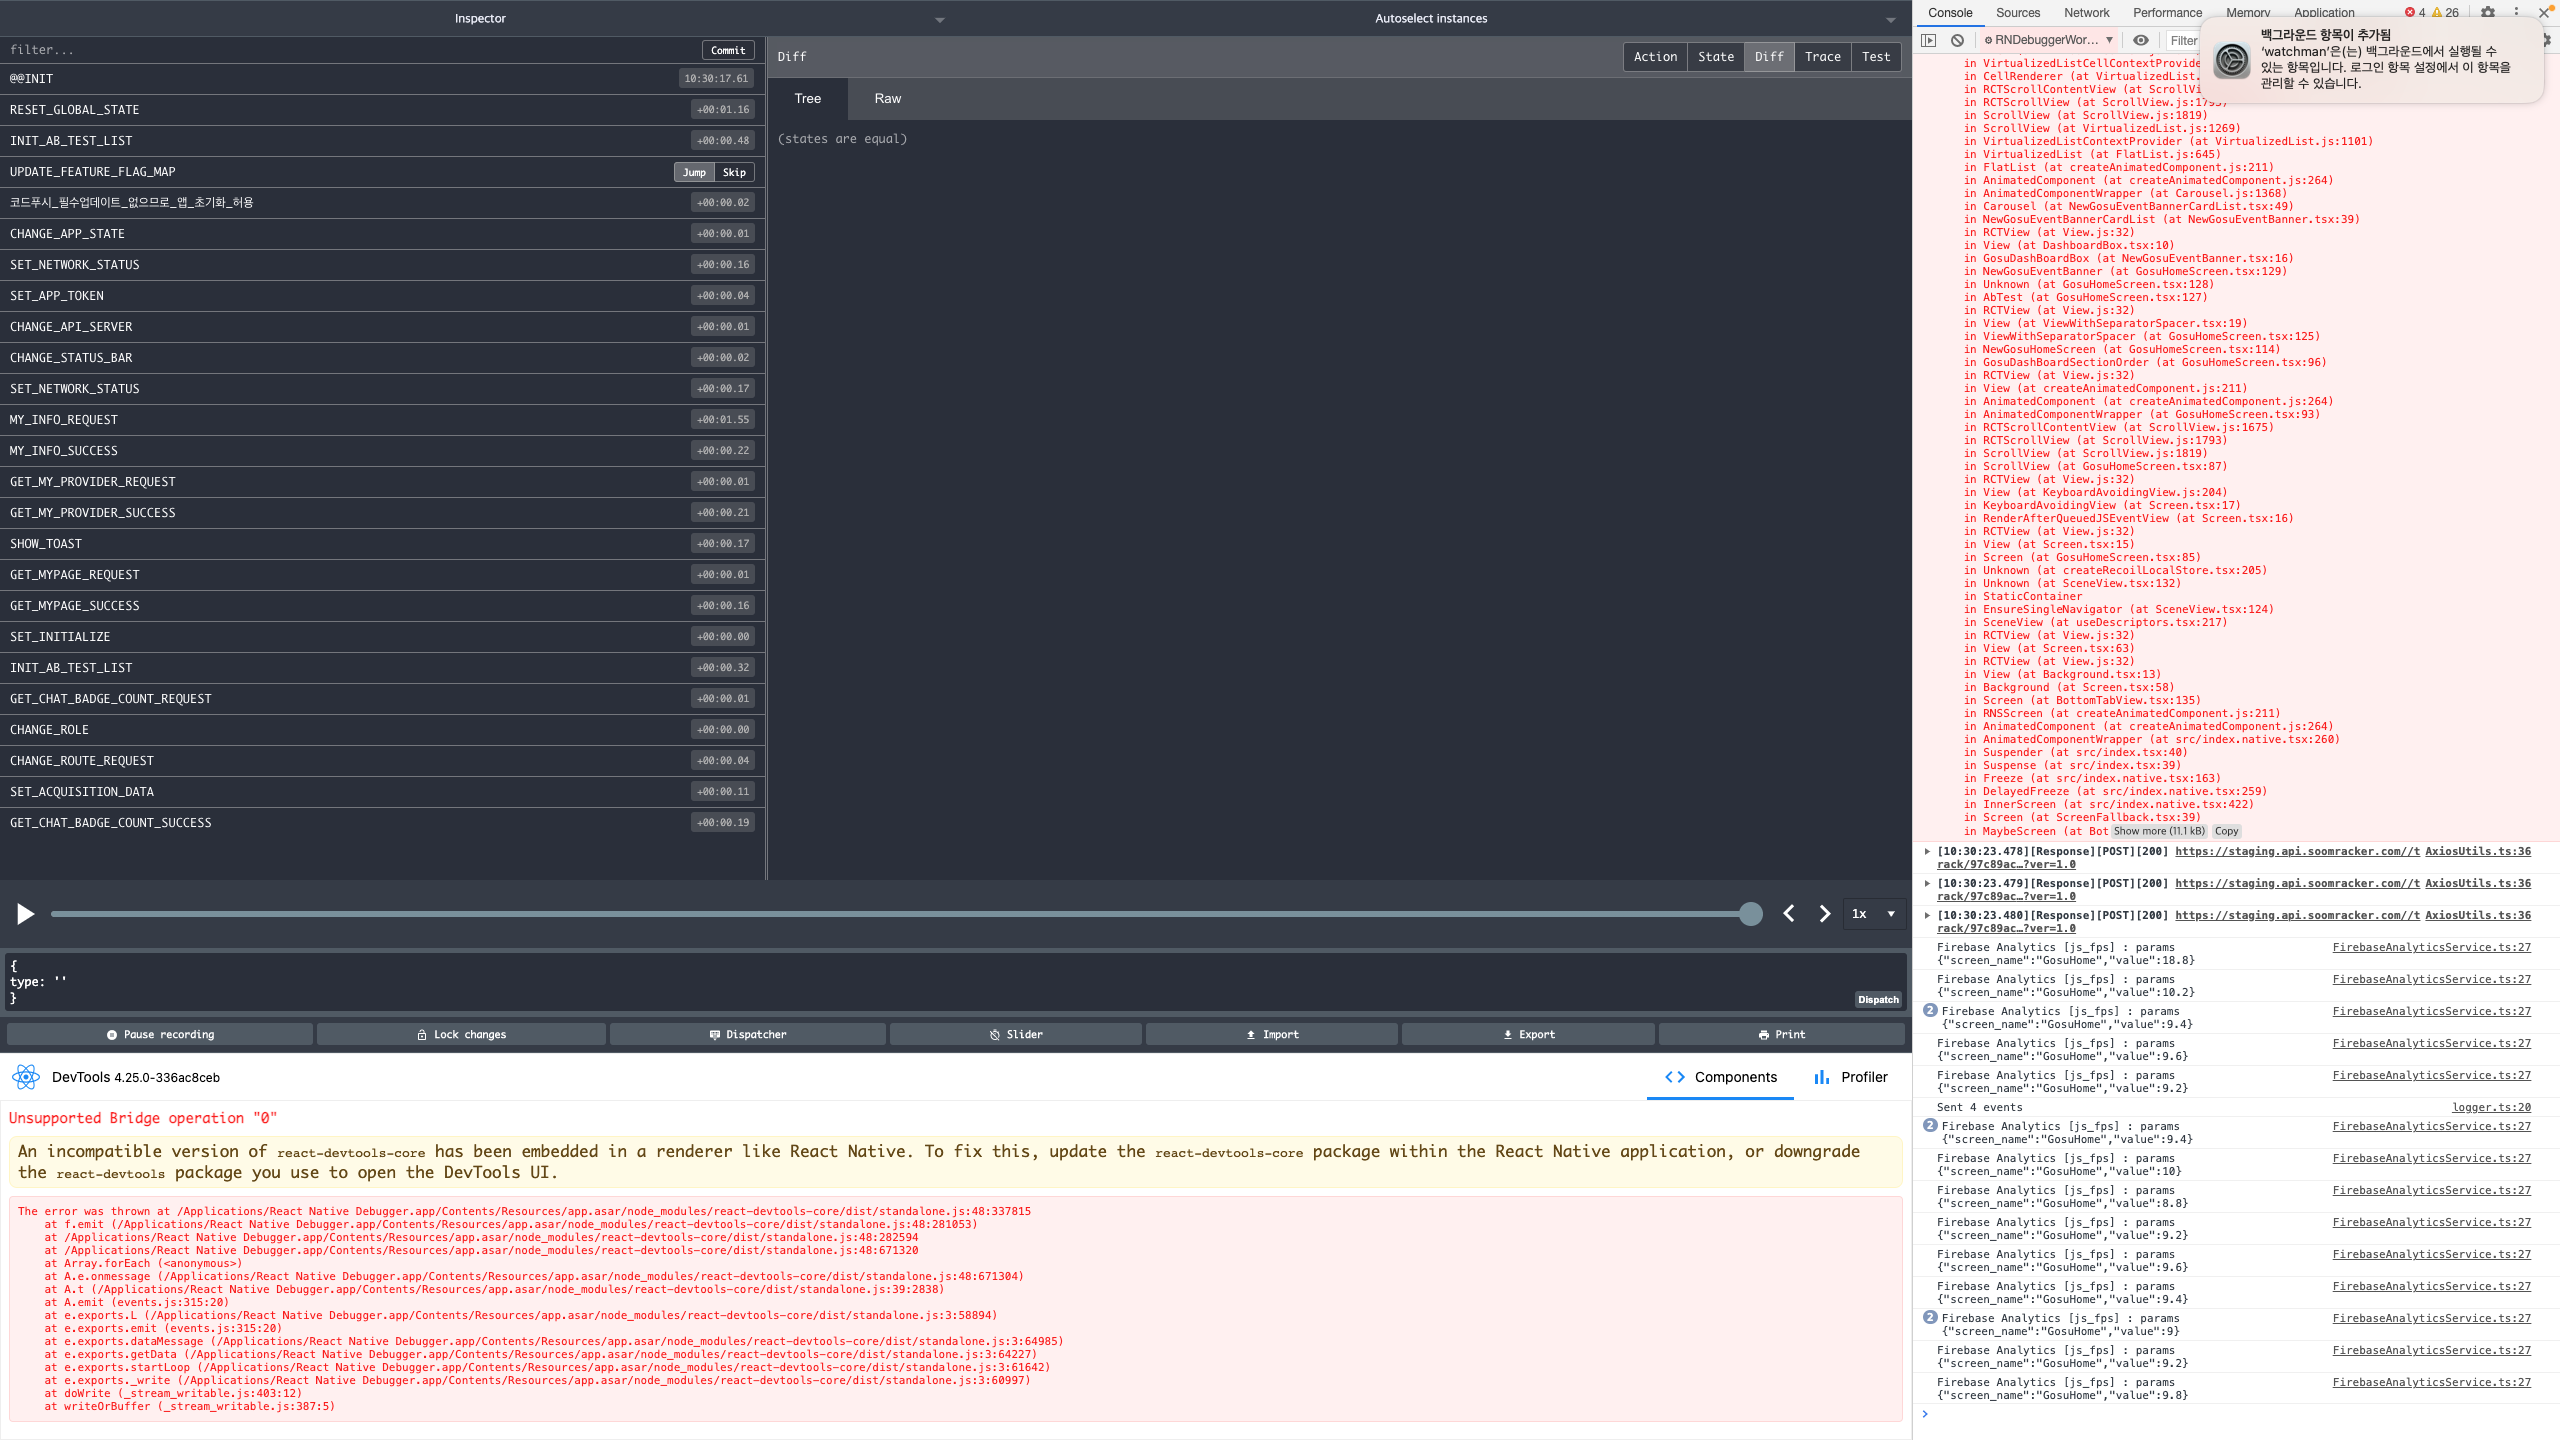 Inspector
Autoselect instances
filter...
Commit
@@INIT
10:30:17.61
RESET_GLOBAL_STATE
+00:01.16
INIT_AB_TEST_LIST
+00:00.48
UPDATE_FEATURE_FLAG_MAP
Jump
Skip
코드푸시_필수업데이트_없으므로_앱_초기화_허용
+00:00.02
CHANGE_APP_STATE
+00:00.01
SET_NETWORK_STATUS
+00:00.16
SET_APP_TOKEN
+00:00.04
CHANGE_API_SERVER
+00:00.01
CHANGE_STATUS_BAR
+00:00.02
SET_NETWORK_STATUS
+00:00.17
MY_INFO_REQUEST
+00:01.55
MY_INFO_SUCCESS
+00:00.22
GET_MY_PROVIDER_REQUEST
+00:00.01
GET_MY_PROVIDER_SUCCESS
+00:00.21
SHOW_TOAST
+00:00.17
GET_MYPAGE_REQUEST
+00:00.01
GET_MYPAGE_SUCCESS
+00:00.16
SET_INITIALIZE
+00:00.00
INIT_AB_TEST_LIST
+00:00.32
GET_CHAT_BADGE_COUNT_REQUEST
+00:00.01
CHANGE_ROLE
+00:00.00
CHANGE_ROUTE_REQUEST
+00:00.04
SET_ACQUISITION_DATA
+00:00.11
GET_CHAT_BADGE_COUNT_SUCCESS
+00:00.19
Diff
Action
State
Diff
Trace
Test
Tree
Raw
(states are equal)
1x
{
type: ''
}
Dispatch
Pause recording
Lock changes
Dispatcher
Slider
Import
Export
Print
DevTools 4.25.0-336ac8ceb
Components
Profiler
Unsupported Bridge operation "0"
An incompatible version of react-devtools-core has been embedded in a renderer like React Native. To fix this, update the react-devtools-core package within the React Native application, or downgrade
the react-devtools package you use to open the DevTools UI.
The error was thrown at /Applications/React Native Debugger.app/Contents/Resources/app.asar/node_modules/react-devtools-core/dist/standalone.js:48:337815
at f.emit (/Applications/React Native Debugger.app/Contents/Resources/app.asar/node_modules/react-devtools-core/dist/standalone.js:48:281053)
at /Applications/React Native Debugger.app/Contents/Resources/app.asar/node_modules/react-devtools-core/dist/standalone.js:48:282594
at /Applications/React Native Debugger.app/Contents/Resources/app.asar/node_modules/react-devtools-core/dist/standalone.js:48:671320
at Array.forEach (<anonymous>)
at A.e.onmessage (/Applications/React Native Debugger.app/Contents/Resources/app.asar/node_modules/react-devtools-core/dist/standalone.js:48:671304)
at A.t (/Applications/React Native Debugger.app/Contents/Resources/app.asar/node_modules/react-devtools-core/dist/standalone.js:39:2838)
at A.emit (events.js:315:20)
at e.exports.L (/Applications/React Native Debugger.app/Contents/Resources/app.asar/node_modules/react-devtools-core/dist/standalone.js:3:58894)
at e.exports.emit (events.js:315:20)
at e.exports.dataMessage (/Applications/React Native Debugger.app/Contents/Resources/app.asar/node_modules/react-devtools-core/dist/standalone.js:3:64985)
at e.exports.getData (/Applications/React Native Debugger.app/Contents/Resources/app.asar/node_modules/react-devtools-core/dist/standalone.js:3:64227)
at e.exports.startLoop (/Applications/React Native Debugger.app/Contents/Resources/app.asar/node_modules/react-devtools-core/dist/standalone.js:3:61642)
at e.exports._write (/Applications/React Native Debugger.app/Contents/Resources/app.asar/node_modules/react-devtools-core/dist/standalone.js:3:60997)
at doWrite (_stream_writable.js:403:12)
at writeOrBuffer (_stream_writable.js:387:5)
Console
Sources
Network
Performance
Memory
Application
4
26
RNDebuggerWor...
Filter
백그라운드 항목이 추가됨
‘watchman’은(는) 백그라운드에서 실행될 수
있는 항목입니다. 로그인 항목 설정에서 이 항목을
관리할 수 있습니다.
in VirtualizedListCellContextProvide
in CellRenderer (at VirtualizedList.
in RCTScrollContentView (at ScrollVi
in RCTScrollView (at ScrollView.js:1793)
in ScrollView (at ScrollView.js:1819)
in ScrollView (at VirtualizedList.js:1269)
in VirtualizedListContextProvider (at VirtualizedList.js:1101)
in VirtualizedList (at FlatList.js:645)
in FlatList (at createAnimatedComponent.js:211)
in AnimatedComponent (at createAnimatedComponent.js:264)
in AnimatedComponentWrapper (at Carousel.js:1368)
in Carousel (at NewGosuEventBannerCardList.tsx:49)
in NewGosuEventBannerCardList (at NewGosuEventBanner.tsx:39)
in RCTView (at View.js:32)
in View (at DashboardBox.tsx:10)
in GosuDashBoardBox (at NewGosuEventBanner.tsx:16)
in NewGosuEventBanner (at GosuHomeScreen.tsx:129)
in Unknown (at GosuHomeScreen.tsx:128)
in AbTest (at GosuHomeScreen.tsx:127)
in RCTView (at View.js:32)
in View (at ViewWithSeparatorSpacer.tsx:19)
in ViewWithSeparatorSpacer (at GosuHomeScreen.tsx:125)
in NewGosuHomeScreen (at GosuHomeScreen.tsx:114)
in GosuDashBoardSectionOrder (at GosuHomeScreen.tsx:96)
in RCTView (at View.js:32)
in View (at createAnimatedComponent.js:211)
in AnimatedComponent (at createAnimatedComponent.js:264)
in AnimatedComponentWrapper (at GosuHomeScreen.tsx:93)
in RCTScrollContentView (at ScrollView.js:1675)
in RCTScrollView (at ScrollView.js:1793)
in ScrollView (at ScrollView.js:1819)
in ScrollView (at GosuHomeScreen.tsx:87)
in RCTView (at View.js:32)
in View (at KeyboardAvoidingView.js:204)
in KeyboardAvoidingView (at Screen.tsx:17)
in RenderAfterQueuedJSEventView (at Screen.tsx:16)
in RCTView (at View.js:32)
in View (at Screen.tsx:15)
in Screen (at GosuHomeScreen.tsx:85)
in Unknown (at createRecoilLocalStore.tsx:205)
in Unknown (at SceneView.tsx:132)
in StaticContainer
in EnsureSingleNavigator (at SceneView.tsx:124)
in SceneView (at useDescriptors.tsx:217)
in RCTView (at View.js:32)
in View (at Screen.tsx:63)
in RCTView (at View.js:32)
in View (at Background.tsx:13)
in Background (at Screen.tsx:58)
in Screen (at BottomTabView.tsx:135)
in RNSScreen (at createAnimatedComponent.js:211)
in AnimatedComponent (at createAnimatedComponent.js:264)
in AnimatedComponentWrapper (at src/index.native.tsx:260)
in Suspender (at src/index.tsx:40)
in Suspense (at src/index.tsx:39)
in Freeze (at src/index.native.tsx:163)
in DelayedFreeze (at src/index.native.tsx:259)
in InnerScreen (at src/index.native.tsx:422)
in Screen (at ScreenFallback.tsx:39)
in MaybeScreen (at Bot Show more (11.1 kB) Copy
[10:30:23.478][Response][POST][200] https://staging.api.soomracker.com//t AxiosUtils.ts:36
rack/97c89ac…?ver=1.0
[10:30:23.479][Response][POST][200] https://staging.api.soomracker.com//t AxiosUtils.ts:36
rack/97c89ac…?ver=1.0
[10:30:23.480][Response][POST][200] https://staging.api.soomracker.com//t AxiosUtils.ts:36
rack/97c89ac…?ver=1.0
Firebase Analytics [js_fps] : params FirebaseAnalyticsService.ts:27
{"screen_name":"GosuHome","value":18.8}
Firebase Analytics [js_fps] : params FirebaseAnalyticsService.ts:27
{"screen_name":"GosuHome","value":10.2}
2 Firebase Analytics [js_fps] : params FirebaseAnalyticsService.ts:27
{"screen_name":"GosuHome","value":9.4}
Firebase Analytics [js_fps] : params FirebaseAnalyticsService.ts:27
{"screen_name":"GosuHome","value":9.6}
Firebase Analytics [js_fps] : params FirebaseAnalyticsService.ts:27
{"screen_name":"GosuHome","value":9.2}
Sent 4 events logger.ts:20
2 Firebase Analytics [js_fps] : params FirebaseAnalyticsService.ts:27
{"screen_name":"GosuHome","value":9.4}
Firebase Analytics [js_fps] : params FirebaseAnalyticsService.ts:27
{"screen_name":"GosuHome","value":10}
Firebase Analytics [js_fps] : params FirebaseAnalyticsService.ts:27
{"screen_name":"GosuHome","value":8.8}
Firebase Analytics [js_fps] : params FirebaseAnalyticsService.ts:27
{"screen_name":"GosuHome","value":9.2}
Firebase Analytics [js_fps] : params FirebaseAnalyticsService.ts:27
{"screen_name":"GosuHome","value":9.6}
Firebase Analytics [js_fps] : params FirebaseAnalyticsService.ts:27
{"screen_name":"GosuHome","value":9.4}
2 Firebase Analytics [js_fps] : params FirebaseAnalyticsService.ts:27
{"screen_name":"GosuHome","value":9}
Firebase Analytics [js_fps] : params FirebaseAnalyticsService.ts:27
{"screen_name":"GosuHome","value":9.2}
Firebase Analytics [js_fps] : params FirebaseAnalyticsService.ts:27
{"screen_name":"GosuHome","value":9.8}